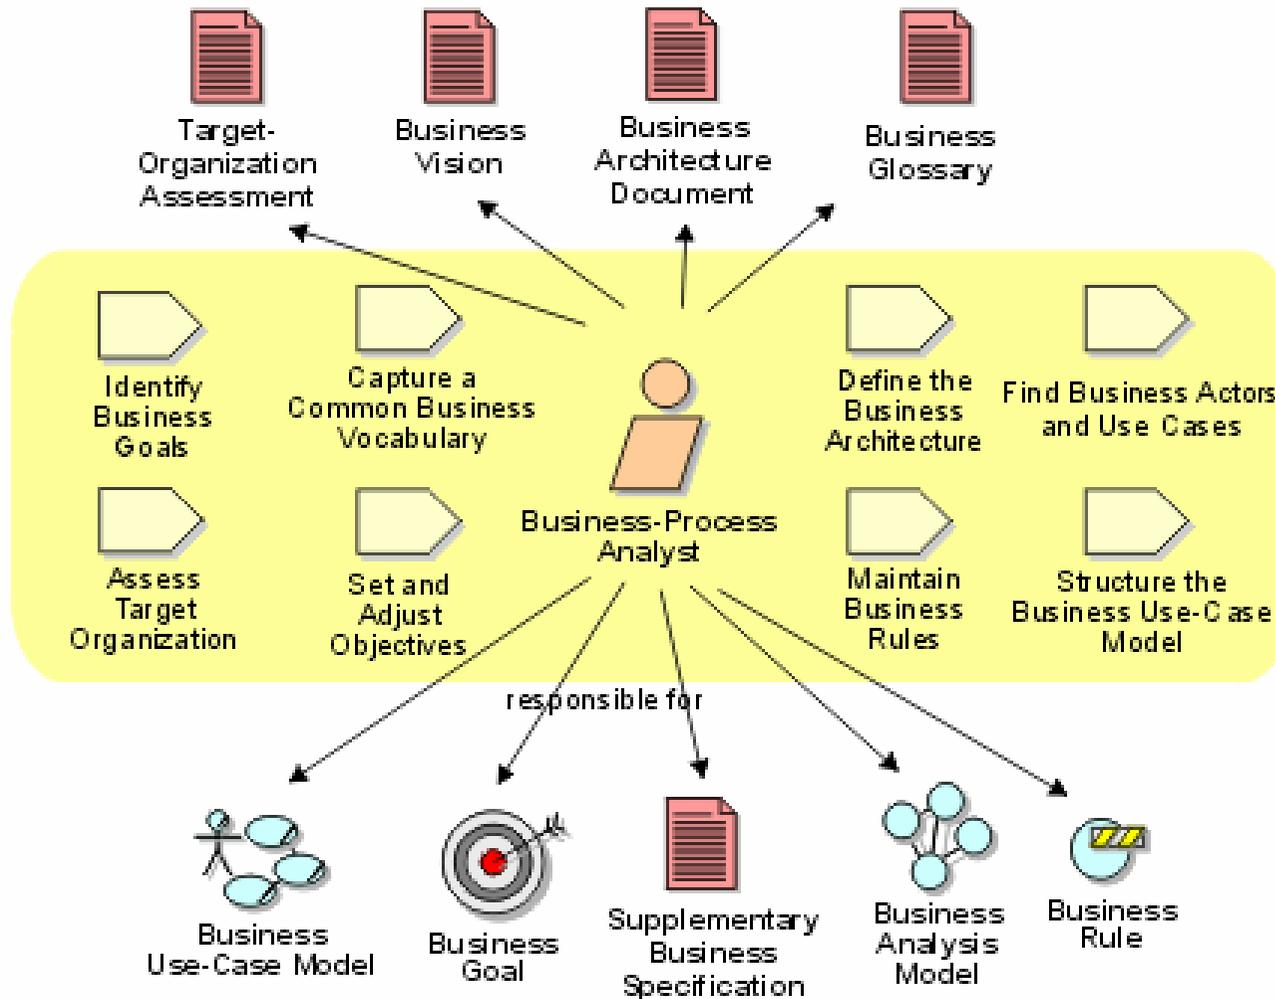 Target-
Organization
Assessment
Business
Vision
Business
Architecture
Document
Business
Glossary
Identify
Business
Goals
Capture a
Common Business
Vocabulary
Define the
Business
Architecture
Find Business Actors
and Use Cases
Business-Process
Analyst
Assess
Target
Organization
Set and
Adjust
Objectives
Maintain
Business
Rules
Structure the
Business Use-Case
Model
responsible for
Business
Use-Case Model
Business
Goal
Supplementary
Business
Specification
Business
Analysis
Model
Business
Rule